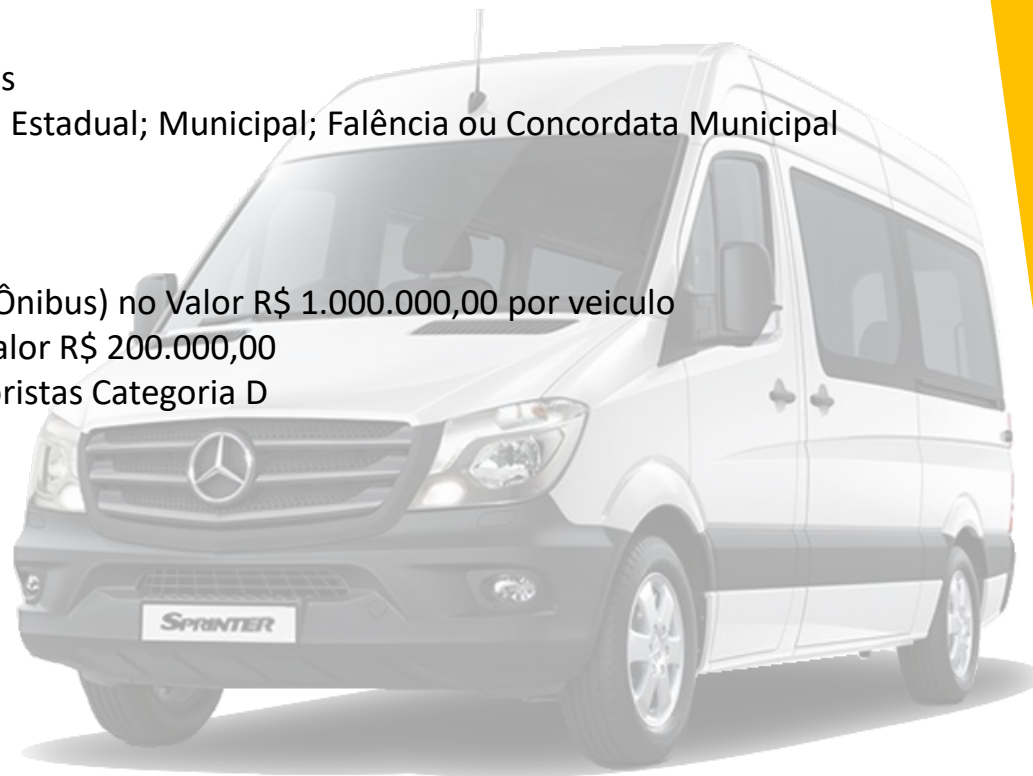 s
Estadual; Municipal; Falência ou Concordata Municipal
Ônibus) no Valor R$ 1.000.000,00 por veiculo
alor R$ 200.000,00
ristas Categoria D
SPRINTER